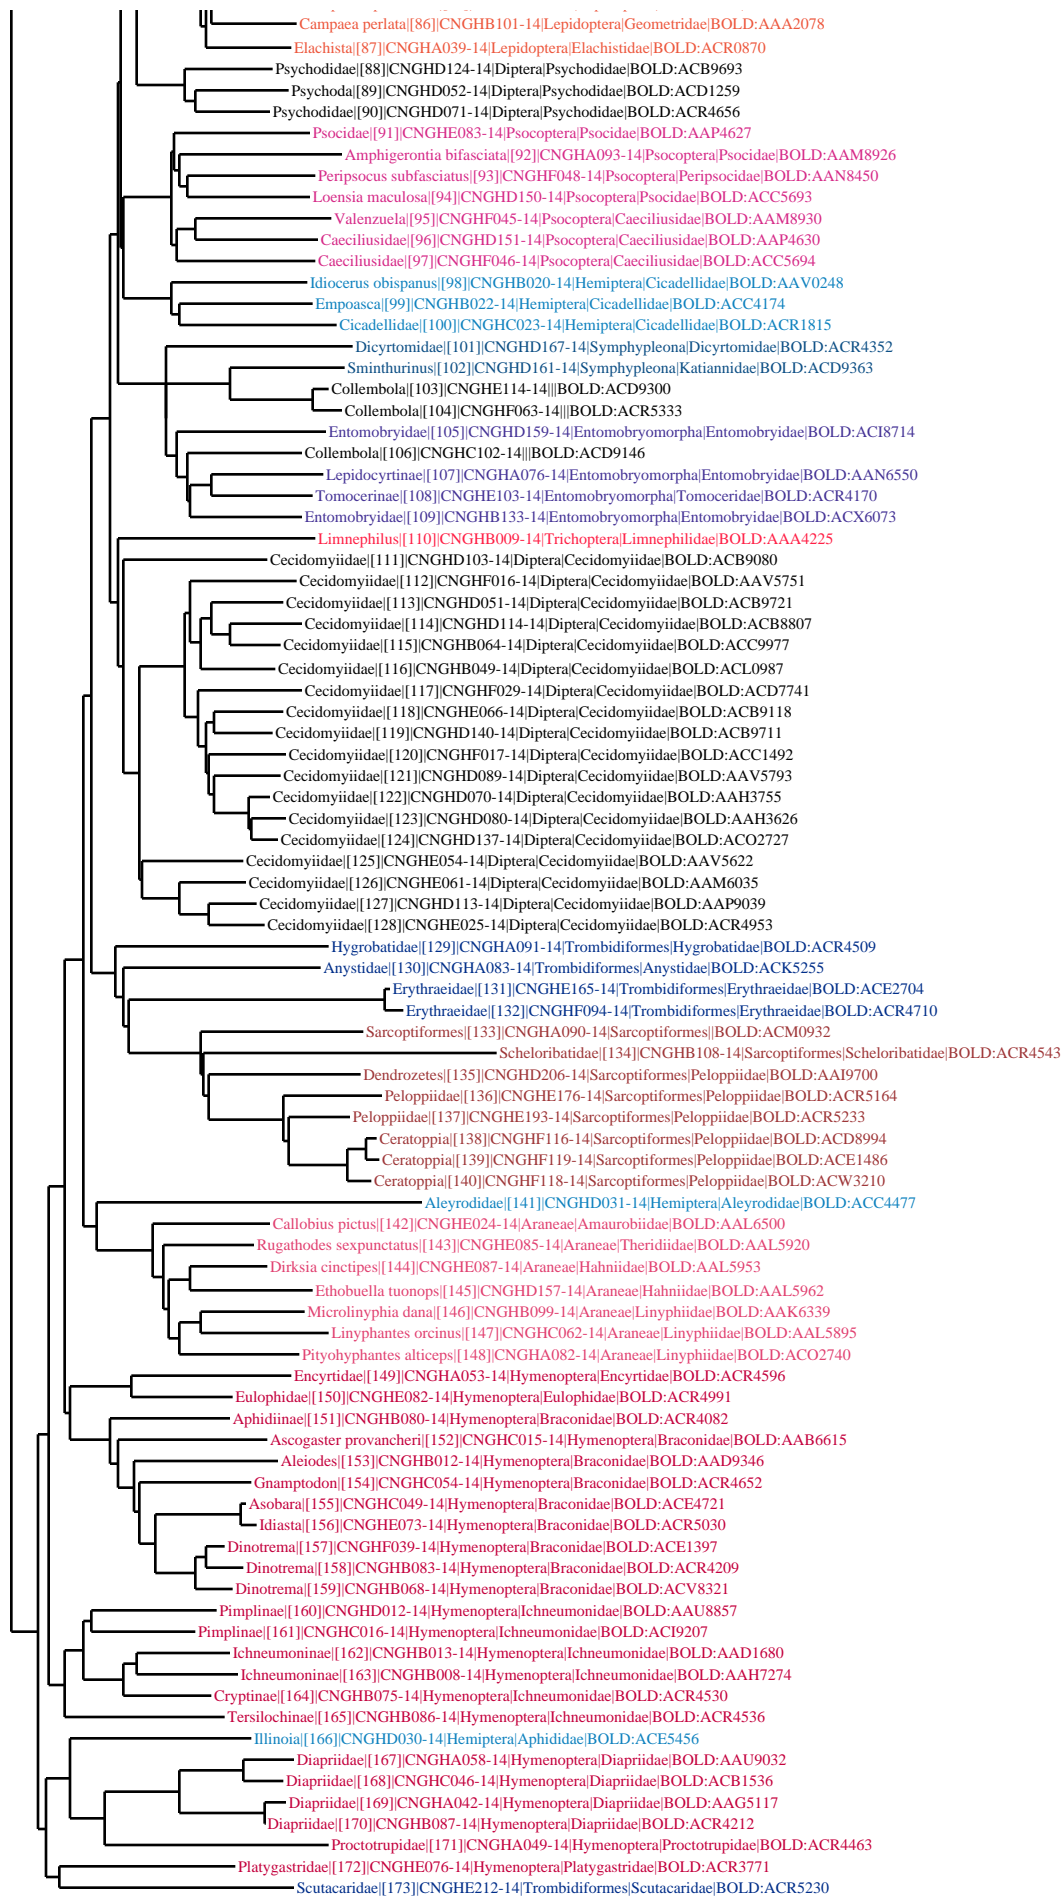 Campaea perlata|[86]|CNGHB101-14|Lepidoptera|Geometridae|BOLD:AAA2078
Elachista|[87]|CNGHA039-14|Lepidoptera|Elachistidae|BOLD:ACR0870
Psychodidae|[88]|CNGHD124-14|Diptera|Psychodidae|BOLD:ACB9693
Psychoda|[89]|CNGHD052-14|Diptera|Psychodidae|BOLD:ACD1259
Psychodidae|[90]|CNGHD071-14|Diptera|Psychodidae|BOLD:ACR4656
Psocidae|[91]|CNGHE083-14|Psocoptera|Psocidae|BOLD:AAP4627
Amphigerontia bifasciata|[92]|CNGHA093-14|Psocoptera|Psocidae|BOLD:AAM8926
Peripsocus subfasciatus|[93]|CNGHF048-14|Psocoptera|Peripsocidae|BOLD:AAN8450
Loensia maculosa|[94]|CNGHD150-14|Psocoptera|Psocidae|BOLD:ACC5693
Valenzuela|[95]|CNGHF045-14|Psocoptera|Caeciliusidae|BOLD:AAM8930
Caeciliusidae|[96]|CNGHD151-14|Psocoptera|Caeciliusidae|BOLD:AAP4630
Caeciliusidae|[97]|CNGHF046-14|Psocoptera|Caeciliusidae|BOLD:ACC5694
Idiocerus obispanus|[98]|CNGHB020-14|Hemiptera|Cicadellidae|BOLD:AAV0248
Empoasca|[99]|CNGHB022-14|Hemiptera|Cicadellidae|BOLD:ACC4174
Cicadellidae|[100]|CNGHC023-14|Hemiptera|Cicadellidae|BOLD:ACR1815
Dicyrtomidae|[101]|CNGHD167-14|Symphypleona|Dicyrtomidae|BOLD:ACR4352
Sminthurinus|[102]|CNGHD161-14|Symphypleona|Katiannidae|BOLD:ACD9363
Collembola|[103]|CNGHE114-14|||BOLD:ACD9300
Collembola|[104]|CNGHF063-14|||BOLD:ACR5333
Entomobryidae|[105]|CNGHD159-14|Entomobryomorpha|Entomobryidae|BOLD:ACI8714
Collembola|[106]|CNGHC102-14|||BOLD:ACD9146
Lepidocyrtinae|[107]|CNGHA076-14|Entomobryomorpha|Entomobryidae|BOLD:AAN6550
Tomocerinae|[108]|CNGHE103-14|Entomobryomorpha|Tomoceridae|BOLD:ACR4170
Entomobryidae|[109]|CNGHB133-14|Entomobryomorpha|Entomobryidae|BOLD:ACX6073
Limnephilus|[110]|CNGHB009-14|Trichoptera|Limnephilidae|BOLD:AAA4225
Cecidomyiidae|[111]|CNGHD103-14|Diptera|Cecidomyiidae|BOLD:ACB9080
Cecidomyiidae|[112]|CNGHF016-14|Diptera|Cecidomyiidae|BOLD:AAV5751
Cecidomyiidae|[113]|CNGHD051-14|Diptera|Cecidomyiidae|BOLD:ACB9721
Cecidomyiidae|[114]|CNGHD114-14|Diptera|Cecidomyiidae|BOLD:ACB8807
Cecidomyiidae|[115]|CNGHB064-14|Diptera|Cecidomyiidae|BOLD:ACC9977
Cecidomyiidae|[116]|CNGHB049-14|Diptera|Cecidomyiidae|BOLD:ACL0987
Cecidomyiidae|[117]|CNGHF029-14|Diptera|Cecidomyiidae|BOLD:ACD7741
Cecidomyiidae|[118]|CNGHE066-14|Diptera|Cecidomyiidae|BOLD:ACB9118
Cecidomyiidae|[119]|CNGHD140-14|Diptera|Cecidomyiidae|BOLD:ACB9711
Cecidomyiidae|[120]|CNGHF017-14|Diptera|Cecidomyiidae|BOLD:ACC1492
Cecidomyiidae|[121]|CNGHD089-14|Diptera|Cecidomyiidae|BOLD:AAV5793
Cecidomyiidae|[122]|CNGHD070-14|Diptera|Cecidomyiidae|BOLD:AAH3755
Cecidomyiidae|[123]|CNGHD080-14|Diptera|Cecidomyiidae|BOLD:AAH3626
Cecidomyiidae|[124]|CNGHD137-14|Diptera|Cecidomyiidae|BOLD:ACO2727
Cecidomyiidae|[125]|CNGHE054-14|Diptera|Cecidomyiidae|BOLD:AAV5622
Cecidomyiidae|[126]|CNGHE061-14|Diptera|Cecidomyiidae|BOLD:AAM6035
Cecidomyiidae|[127]|CNGHD113-14|Diptera|Cecidomyiidae|BOLD:AAP9039
Cecidomyiidae|[128]|CNGHE025-14|Diptera|Cecidomyiidae|BOLD:ACR4953
Hygrobatidae|[129]|CNGHA091-14|Trombidiformes|Hygrobatidae|BOLD:ACR4509
Anystidae|[130]|CNGHA083-14|Trombidiformes|Anystidae|BOLD:ACK5255
Erythraeidae|[131]|CNGHE165-14|Trombidiformes|Erythraeidae|BOLD:ACE2704
Erythraeidae|[132]|CNGHF094-14|Trombidiformes|Erythraeidae|BOLD:ACR4710
Sarcoptiformes|[133]|CNGHA090-14|Sarcoptiformes||BOLD:ACM0932
Scheloribatidae|[134]|CNGHB108-14|Sarcoptiformes|Scheloribatidae|BOLD:ACR4543
Dendrozetes|[135]|CNGHD206-14|Sarcoptiformes|Peloppiidae|BOLD:AAI9700
Peloppiidae|[136]|CNGHE176-14|Sarcoptiformes|Peloppiidae|BOLD:ACR5164
Peloppiidae|[137]|CNGHE193-14|Sarcoptiformes|Peloppiidae|BOLD:ACR5233
Ceratoppia|[138]|CNGHF116-14|Sarcoptiformes|Peloppiidae|BOLD:ACD8994
Ceratoppia|[139]|CNGHF119-14|Sarcoptiformes|Peloppiidae|BOLD:ACE1486
Ceratoppia|[140]|CNGHF118-14|Sarcoptiformes|Peloppiidae|BOLD:ACW3210
Aleyrodidae|[141]|CNGHD031-14|Hemiptera|Aleyrodidae|BOLD:ACC4477
Callobius pictus|[142]|CNGHE024-14|Araneae|Amaurobiidae|BOLD:AAL6500
Rugathodes sexpunctatus|[143]|CNGHE085-14|Araneae|Theridiidae|BOLD:AAL5920
Dirksia cinctipes|[144]|CNGHE087-14|Araneae|Hahniidae|BOLD:AAL5953
Ethobuella tuonops|[145]|CNGHD157-14|Araneae|Hahniidae|BOLD:AAL5962
Microlinyphia dana|[146]|CNGHB099-14|Araneae|Linyphiidae|BOLD:AAK6339
Linyphantes orcinus|[147]|CNGHC062-14|Araneae|Linyphiidae|BOLD:AAL5895
Pityohyphantes alticeps|[148]|CNGHA082-14|Araneae|Linyphiidae|BOLD:ACO2740
Encyrtidae|[149]|CNGHA053-14|Hymenoptera|Encyrtidae|BOLD:ACR4596
Eulophidae|[150]|CNGHE082-14|Hymenoptera|Eulophidae|BOLD:ACR4991
Aphidiinae|[151]|CNGHB080-14|Hymenoptera|Braconidae|BOLD:ACR4082
Ascogaster provancheri|[152]|CNGHC015-14|Hymenoptera|Braconidae|BOLD:AAB6615
Aleiodes|[153]|CNGHB012-14|Hymenoptera|Braconidae|BOLD:AAD9346
Gnamptodon|[154]|CNGHC054-14|Hymenoptera|Braconidae|BOLD:ACR4652
Asobara|[155]|CNGHC049-14|Hymenoptera|Braconidae|BOLD:ACE4721
Idiasta|[156]|CNGHE073-14|Hymenoptera|Braconidae|BOLD:ACR5030
Dinotrema|[157]|CNGHF039-14|Hymenoptera|Braconidae|BOLD:ACE1397
Dinotrema|[158]|CNGHB083-14|Hymenoptera|Braconidae|BOLD:ACR4209
Dinotrema|[159]|CNGHB068-14|Hymenoptera|Braconidae|BOLD:ACV8321
Pimplinae|[160]|CNGHD012-14|Hymenoptera|Ichneumonidae|BOLD:AAU8857
Pimplinae|[161]|CNGHC016-14|Hymenoptera|Ichneumonidae|BOLD:ACI9207
Ichneumoninae|[162]|CNGHB013-14|Hymenoptera|Ichneumonidae|BOLD:AAD1680
Ichneumoninae|[163]|CNGHB008-14|Hymenoptera|Ichneumonidae|BOLD:AAH7274
Cryptinae|[164]|CNGHB075-14|Hymenoptera|Ichneumonidae|BOLD:ACR4530
Tersilochinae|[165]|CNGHB086-14|Hymenoptera|Ichneumonidae|BOLD:ACR4536
Illinoia|[166]|CNGHD030-14|Hemiptera|Aphididae|BOLD:ACE5456
Diapriidae|[167]|CNGHA058-14|Hymenoptera|Diapriidae|BOLD:AAU9032
Diapriidae|[168]|CNGHC046-14|Hymenoptera|Diapriidae|BOLD:ACB1536
Diapriidae|[169]|CNGHA042-14|Hymenoptera|Diapriidae|BOLD:AAG5117
Diapriidae|[170]|CNGHB087-14|Hymenoptera|Diapriidae|BOLD:ACR4212
Proctotrupidae|[171]|CNGHA049-14|Hymenoptera|Proctotrupidae|BOLD:ACR4463
Platygastridae|[172]|CNGHE076-14|Hymenoptera|Platygastridae|BOLD:ACR3771
Scutacaridae|[173]|CNGHE212-14|Trombidiformes|Scutacaridae|BOLD:ACR5230